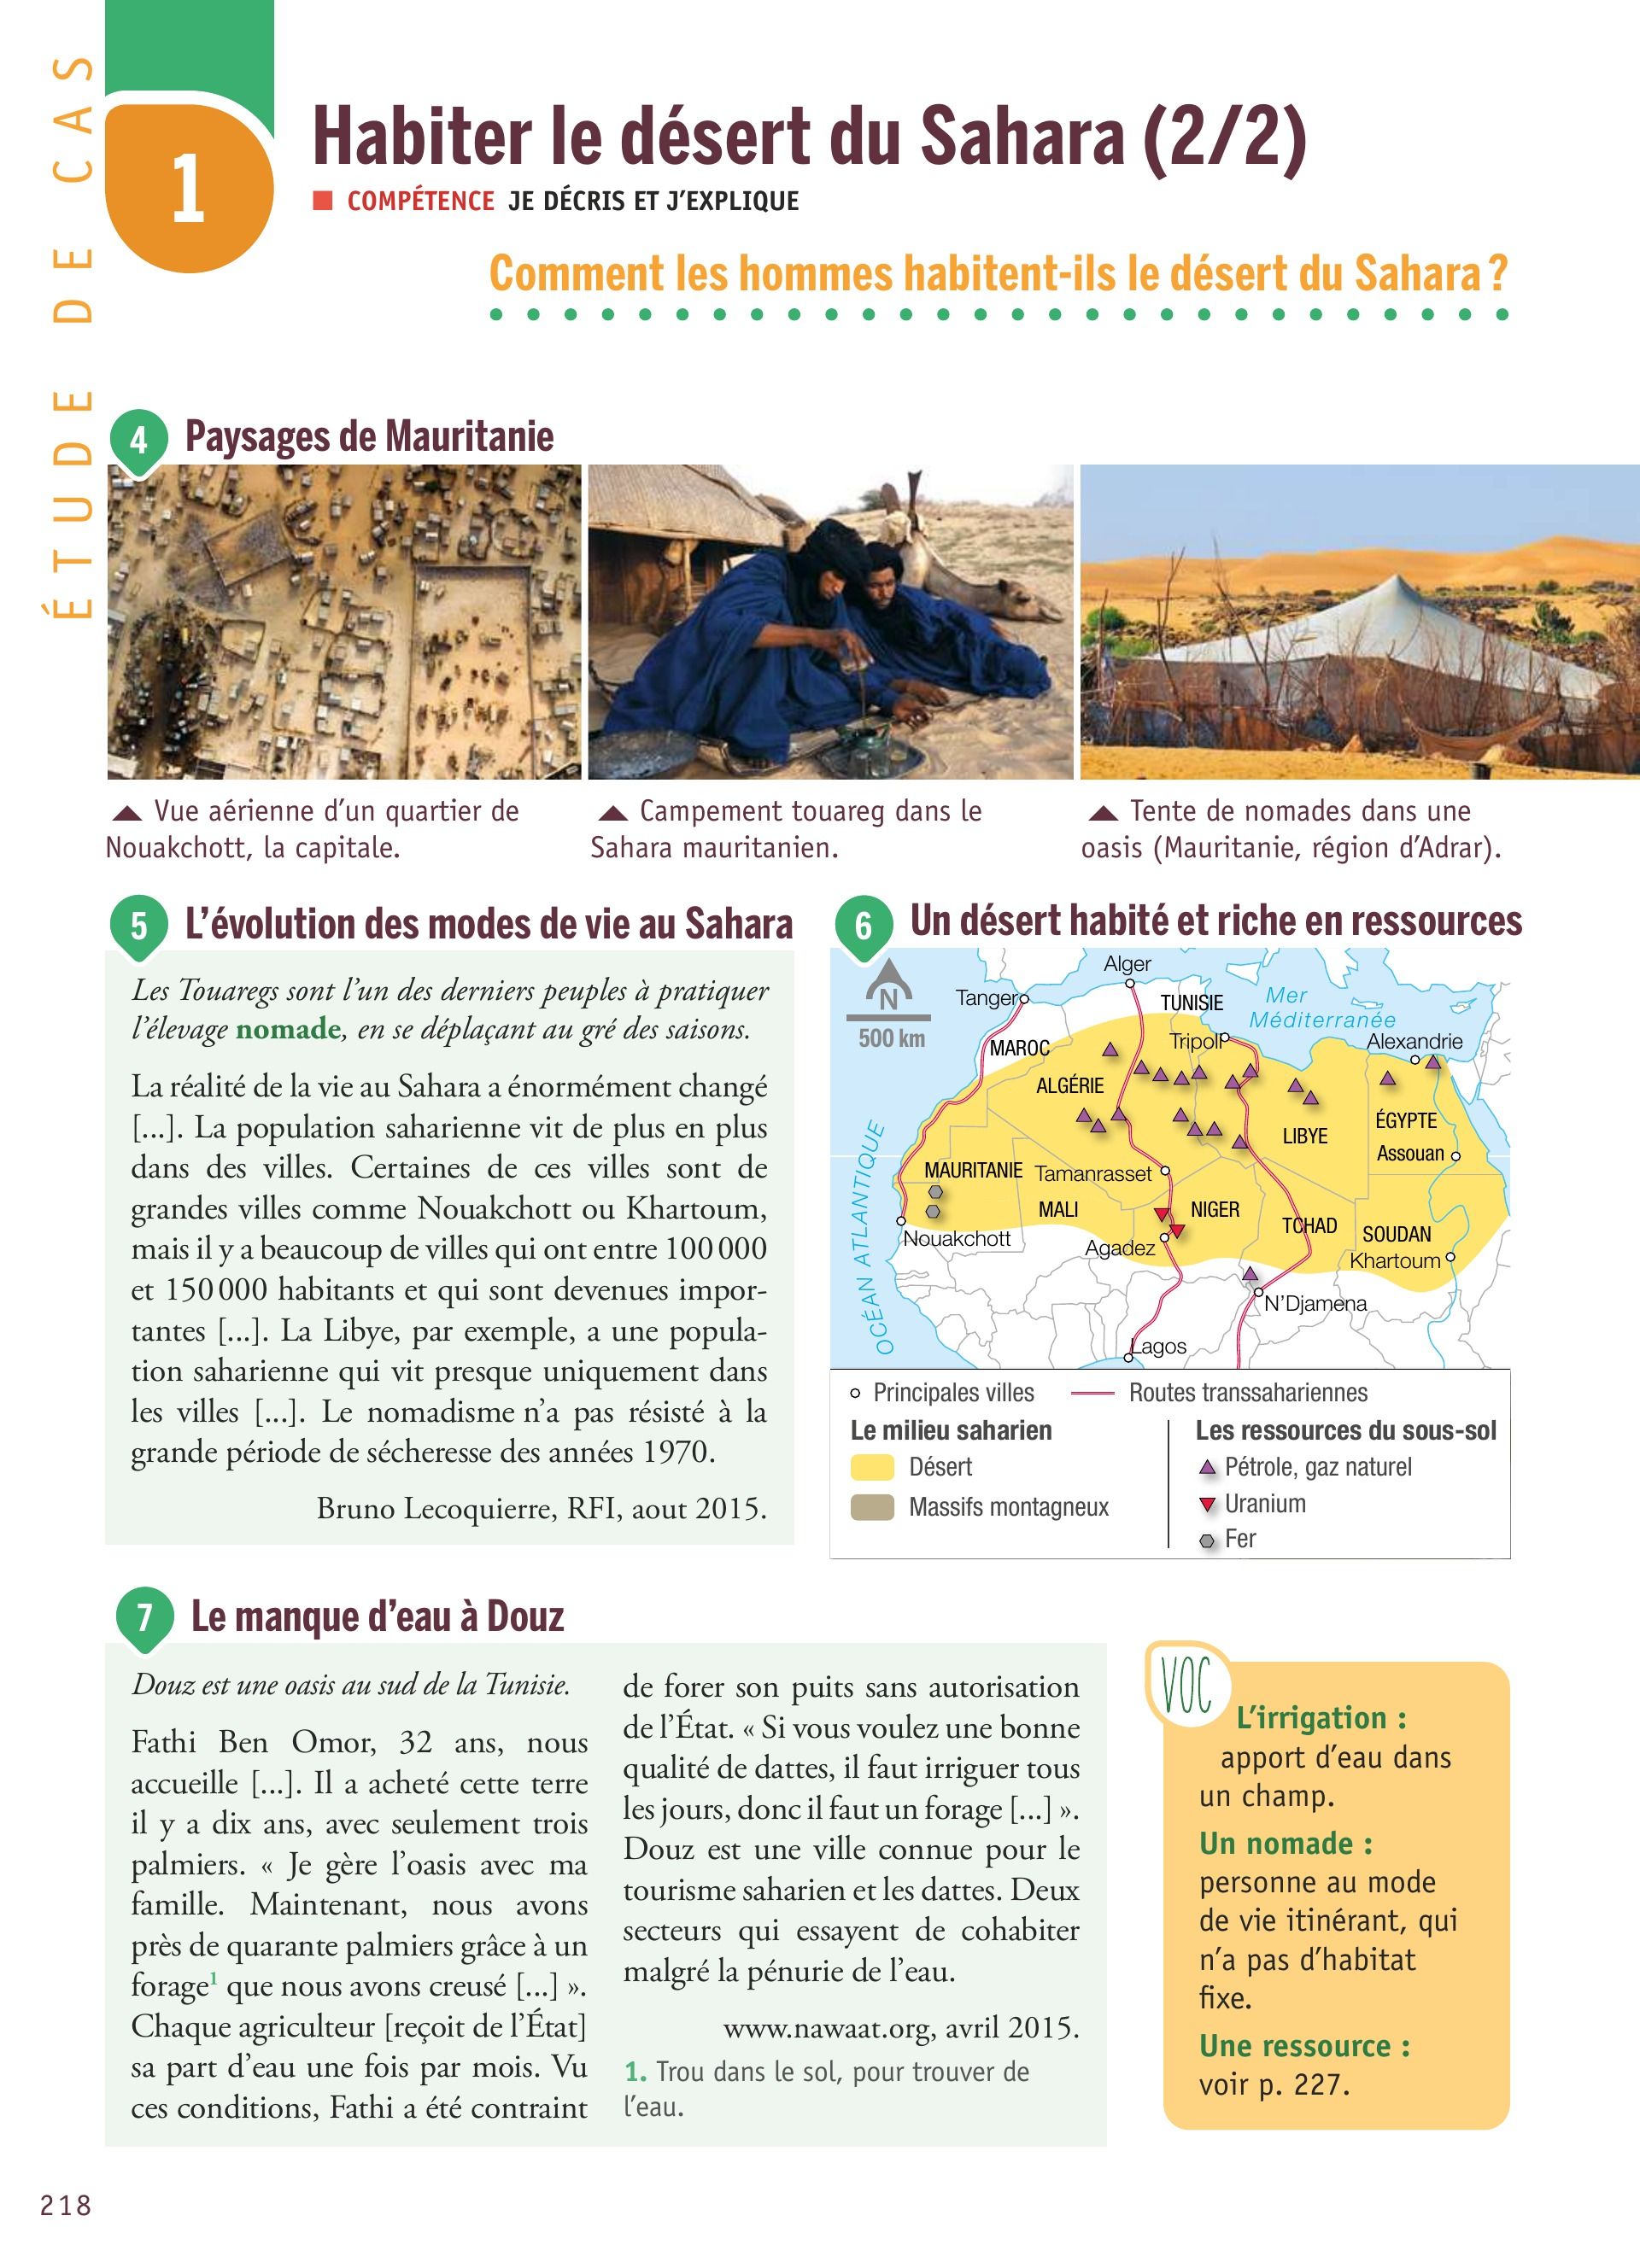 ÉTUDE DE CAS
1
Habiter le désert du Sahara (2/2)
■ COMPÉTENCE JE DÉCRIS ET J’EXPLIQUE
Comment les hommes habitent-ils le désert du Sahara ?
4 Paysages de Mauritanie
Vue aérienne d’un quartier de
Nouakchott, la capitale.
Campement touareg dans le
Sahara mauritanien.
Tente de nomades dans une
oasis (Mauritanie, région d’Adrar).
5 L’évolution des modes de vie au Sahara
Les Touaregs sont l’un des derniers peuples à pratiquer
l’élevage nomade, en se déplaçant au gré des saisons.
La réalité de la vie au Sahara a énormément changé
[...]. La population saharienne vit de plus en plus
dans des villes. Certaines de ces villes sont de
grandes villes comme Nouakchott ou Khartoum,
mais il y a beaucoup de villes qui ont entre 100 000
et 150 000 habitants et qui sont devenues impor-
tantes [...]. La Libye, par exemple, a une popula-
tion saharienne qui vit presque uniquement dans
les villes [...]. Le nomadisme n’a pas résisté à la
grande période de sécheresse des années 1970.
Bruno Lecoquierre, RFI, aout 2015.
6 Un désert habité et riche en ressources
N
500 km
Alger
Tanger
TUNISIE
Mer
Méditerranée
MAROC
Tripoli
Alexandrie
ALGÉRIE
LIBYE
ÉGYPTE
Assouan
OCÉAN ATLANTIQUE
MAURITANIE
Tamanrasset
MALI
NIGER
TCHAD
SOUDAN
Nouakchott
Agadez
Khartoum
N’Djamena
Lagos
Principales villes
Routes transsahariennes
Le milieu saharien
Désert
Massifs montagneux
Les ressources du sous-sol
Pétrole, gaz naturel
Uranium
Fer
7 Le manque d’eau à Douz
Douz est une oasis au sud de la Tunisie.
Fathi Ben Omor, 32 ans, nous
accueille [...]. Il a acheté cette terre
il y a dix ans, avec seulement trois
palmiers. « Je gère l’oasis avec ma
famille. Maintenant, nous avons
près de quarante palmiers grâce à un
forage¹ que nous avons creusé [...] ».
Chaque agriculteur [reçoit de l’État]
sa part d’eau une fois par mois. Vu
ces conditions, Fathi a été contraint
de forer son puits sans autorisation
de l’État. « Si vous voulez une bonne
qualité de dattes, il faut irriguer tous
les jours, donc il faut un forage [...] ».
Douz est une ville connue pour le
tourisme saharien et les dattes. Deux
secteurs qui essayent de cohabiter
malgré la pénurie de l’eau.
www.nawaat.org, avril 2015.
1. Trou dans le sol, pour trouver de
l’eau.
VOC
L’irrigation :
apport d’eau dans
un champ.
Un nomade :
personne au mode
de vie itinérant, qui
n’a pas d’habitat
fixe.
Une ressource :
voir p. 227.
218